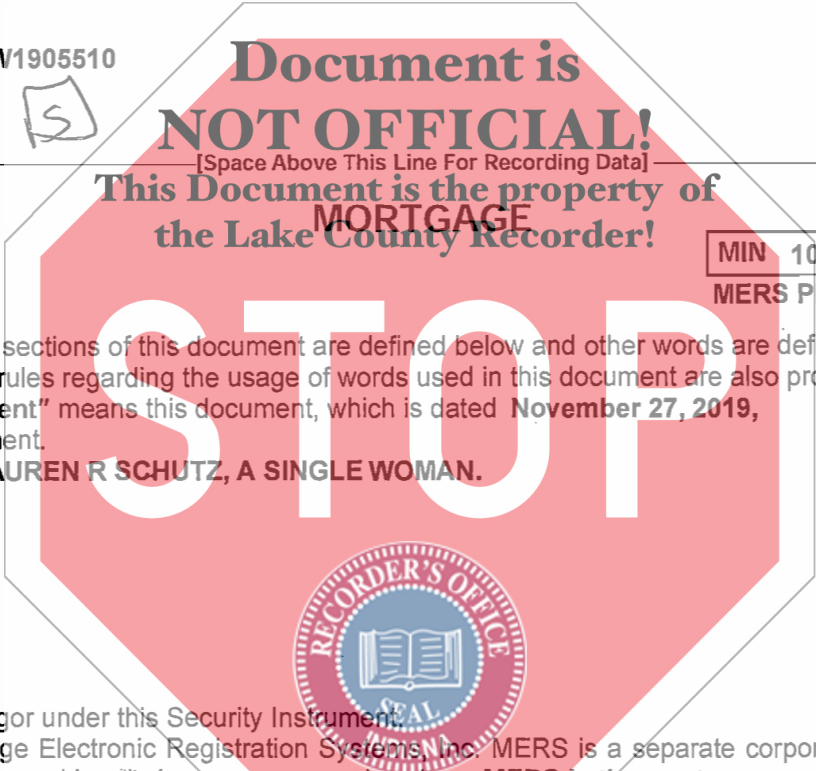 1905510
Document is
S
NOT OFFICIAL!
[Space Above This Line For Recording Data]
This Document is the property of
MORTGAGE
the Lake County Recorder!
MIN 10
MERS P
STOP
sections of this document are defined below and other words are def
rules regarding the usage of words used in this document are also pro
ent” means this document, which is dated November 27, 2019,
ent.
UREN R SCHUTZ, A SINGLE WOMAN.
RECORDER'S OFFICE
SEAL
INDIANA
gor under this Security Instrument.
ge Electronic Registration Systems, Inc. MERS is a separate corpor